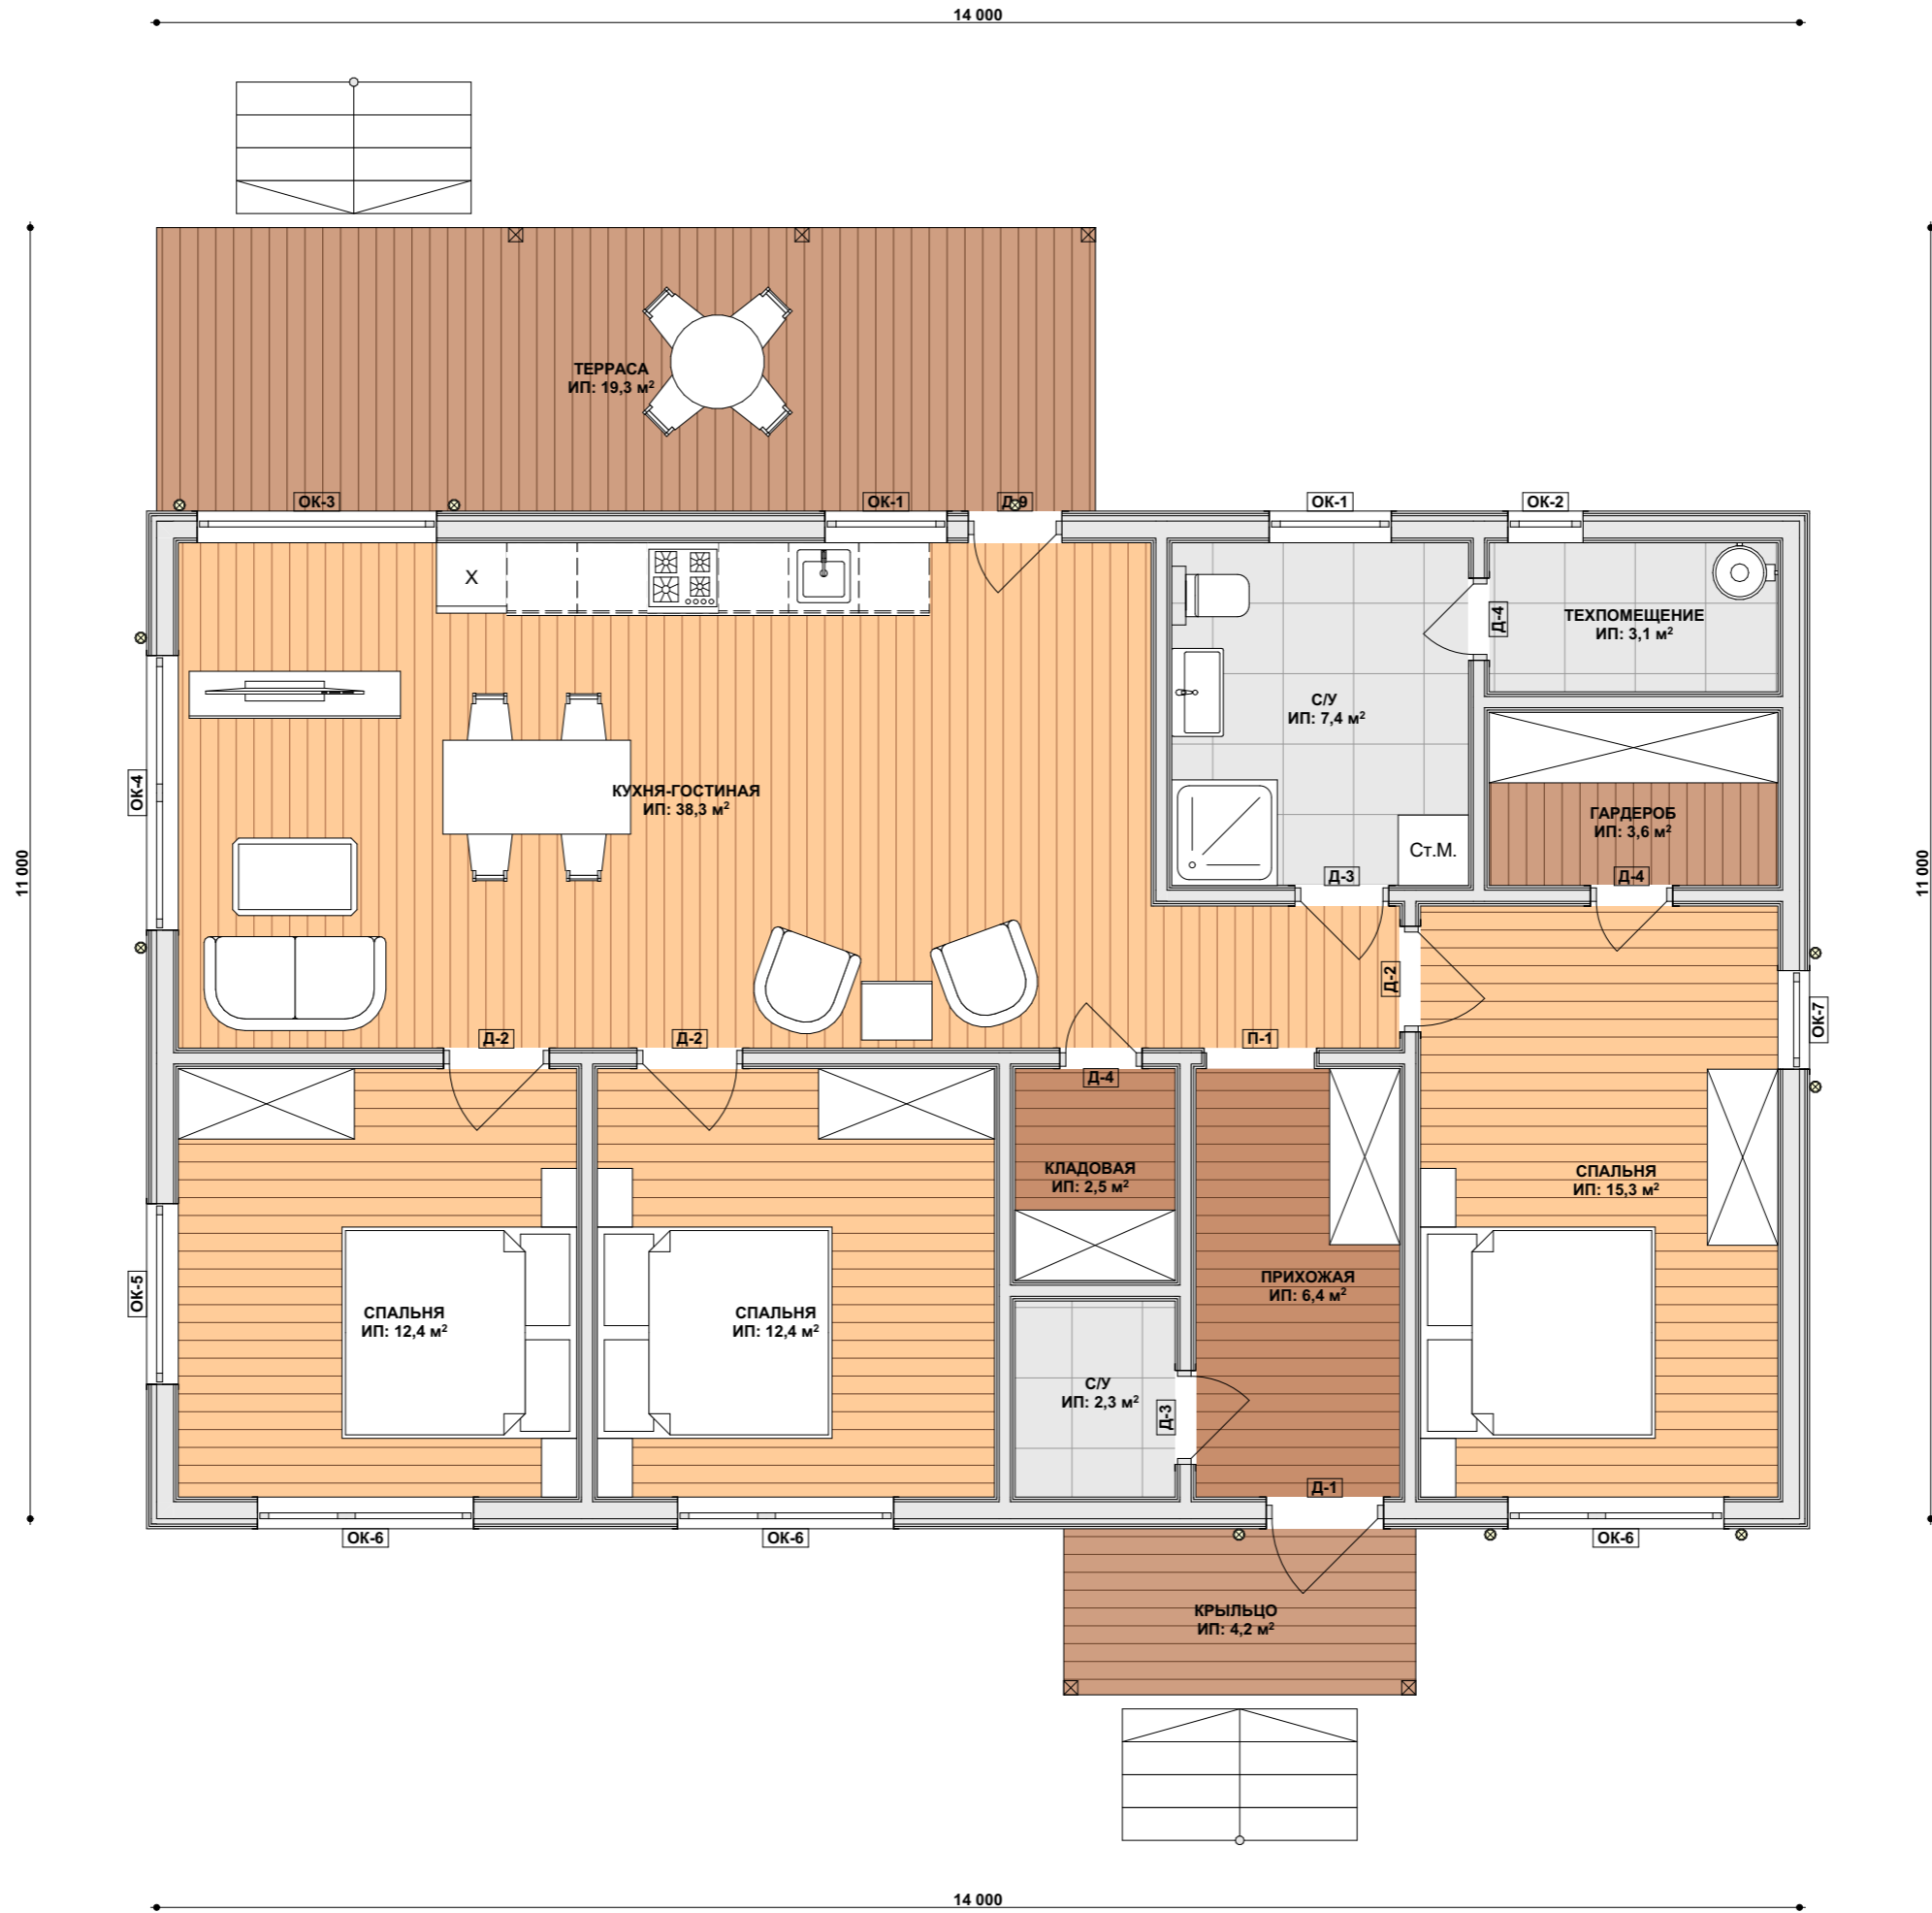 14 000
ТЕРРАСА
ИП: 19,3 м²
ОК-3
ОК-1
Д-9
ОК-1
ОК-2
X
Д-4
ТЕХПОМЕЩЕНИЕ
ИП: 3,1 м²
С/У
ИП: 7,4 м²
ОК-4
КУХНЯ-ГОСТИНАЯ
ИП: 38,3 м²
ГАРДЕРОБ
ИП: 3,6 м²
Ст.М.
11 000
11 000
Д-3
Д-4
Д-2
ОК-7
Д-2
Д-2
П-1
Д-4
КЛАДОВАЯ
ИП: 2,5 м²
СПАЛЬНЯ
ИП: 15,3 м²
ОК-5
ПРИХОЖАЯ
ИП: 6,4 м²
СПАЛЬНЯ
ИП: 12,4 м²
СПАЛЬНЯ
ИП: 12,4 м²
С/У
ИП: 2,3 м²
Д-3
Д-1
ОК-6
ОК-6
ОК-6
КРЫЛЬЦО
ИП: 4,2 м²
14 000